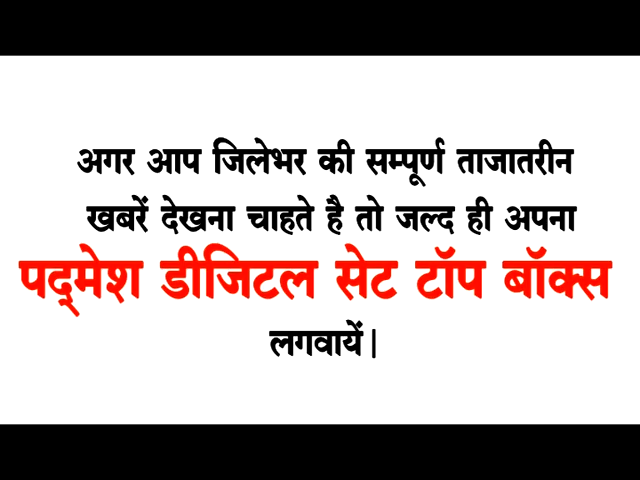 अगर आप जिलेभर की सम्पूर्ण ताजातरीन
खबरें देखना चाहते है तो जल्द ही अपना
पद्‌मेश डीजिटल सेट टॉप बॉक्स
लगवायें।